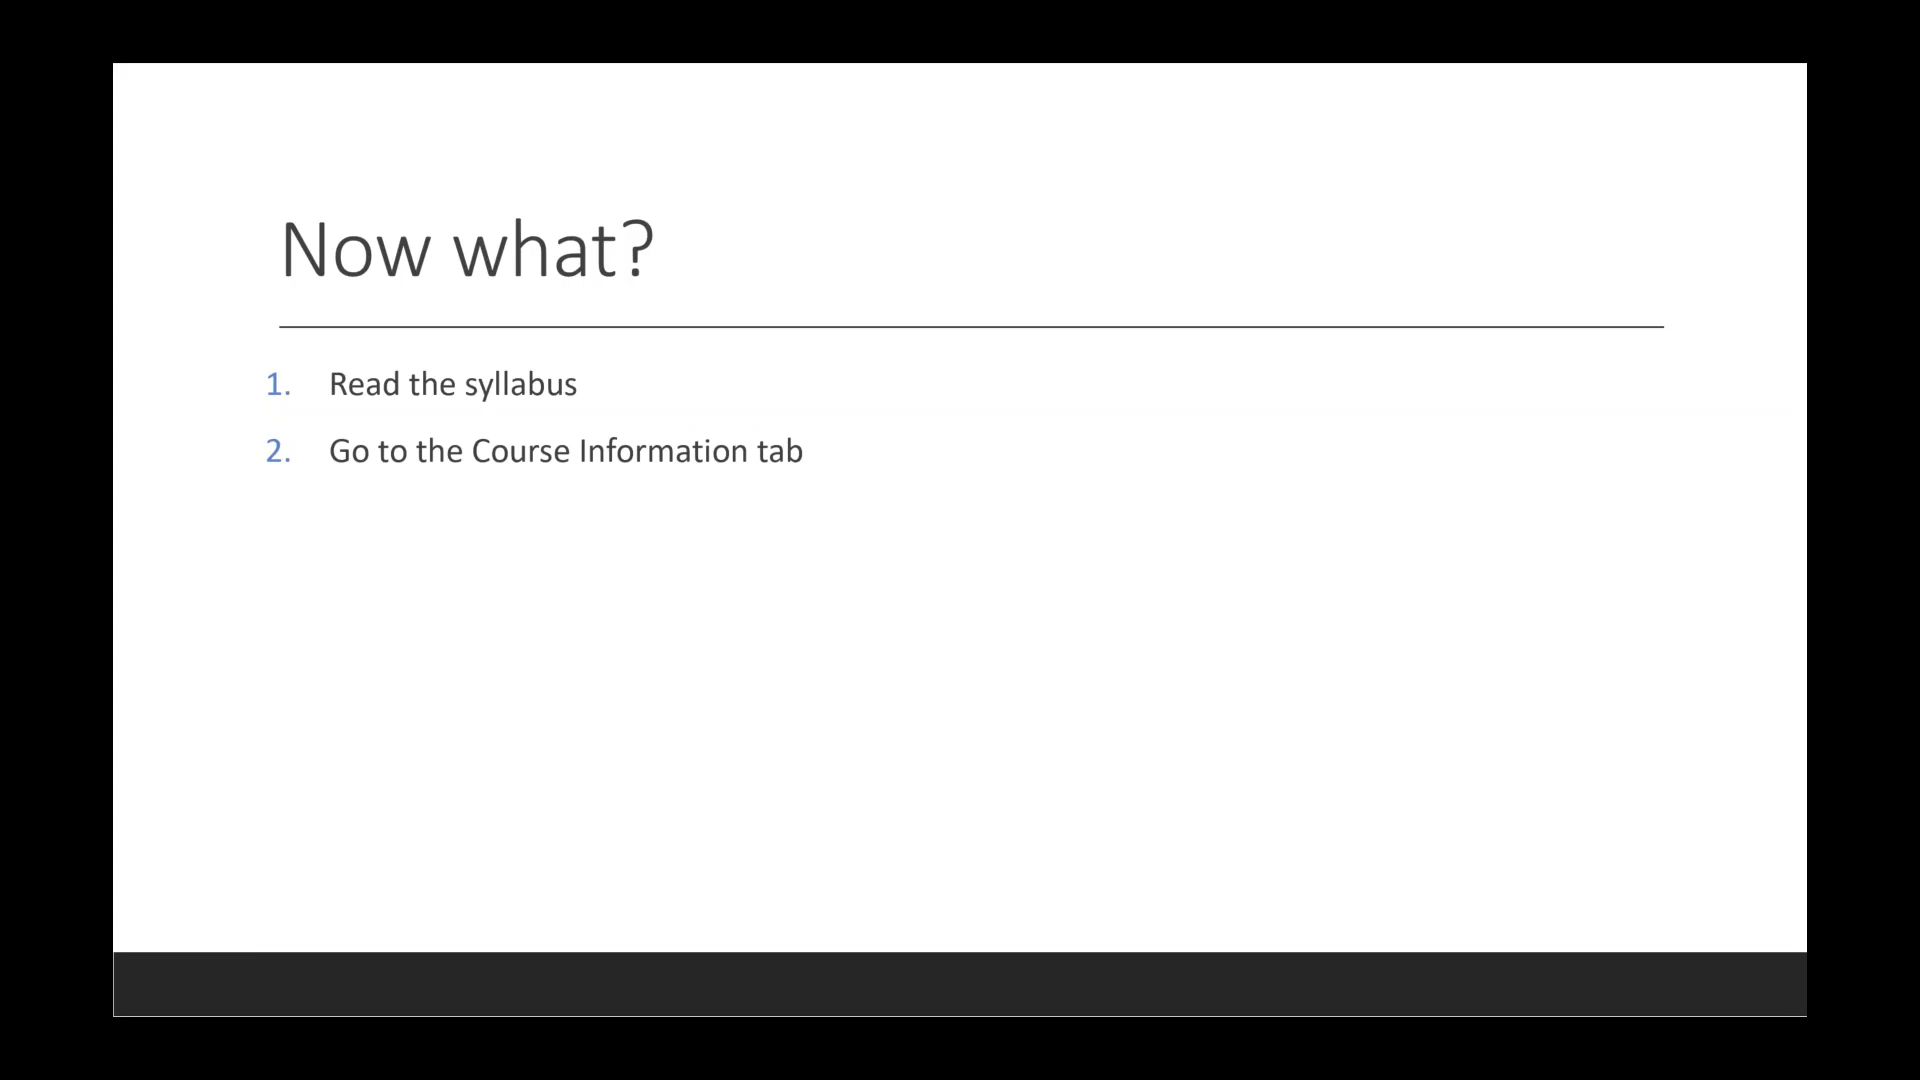 Now what?
1. Read the syllabus
2. Go to the Course Information tab